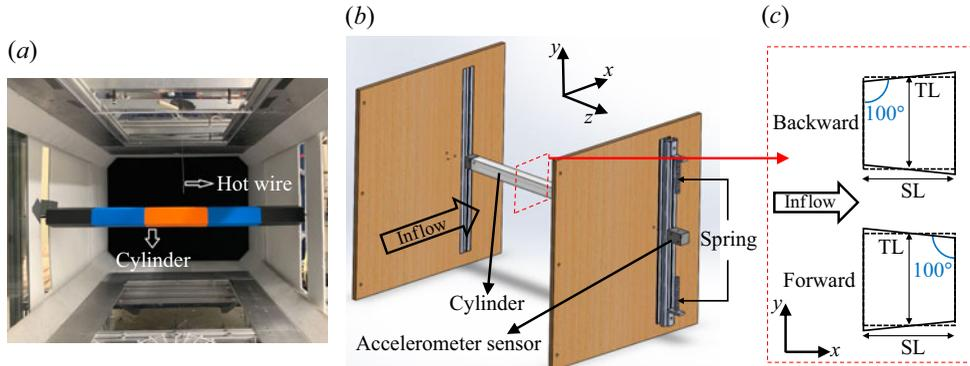 (a)
Hot wire
Cylinder
(b)
y
x
z
Inflow
Cylinder
Spring
Accelerometer sensor
(c)
Backward
TL
100°
SL
Inflow
Forward
TL
100°
SL
y
x